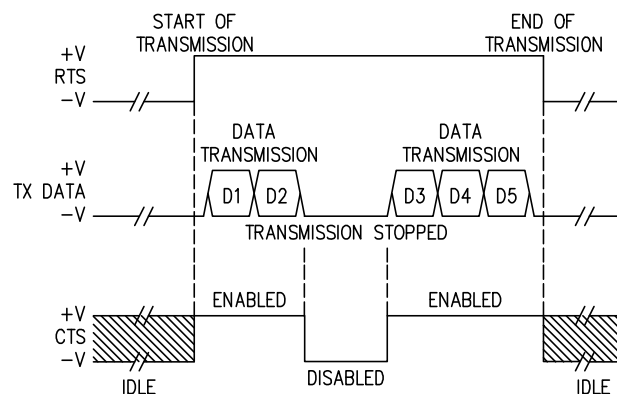 START OF
TRANSMISSION
END OF
TRANSMISSION
+V
RTS
−V
DATA
TRANSMISSION
DATA
TRANSMISSION
+V
TX DATA
−V
D1
D2
D3
D4
D5
TRANSMISSION STOPPED
ENABLED
ENABLED
+V
CTS
−V
IDLE
DISABLED
IDLE